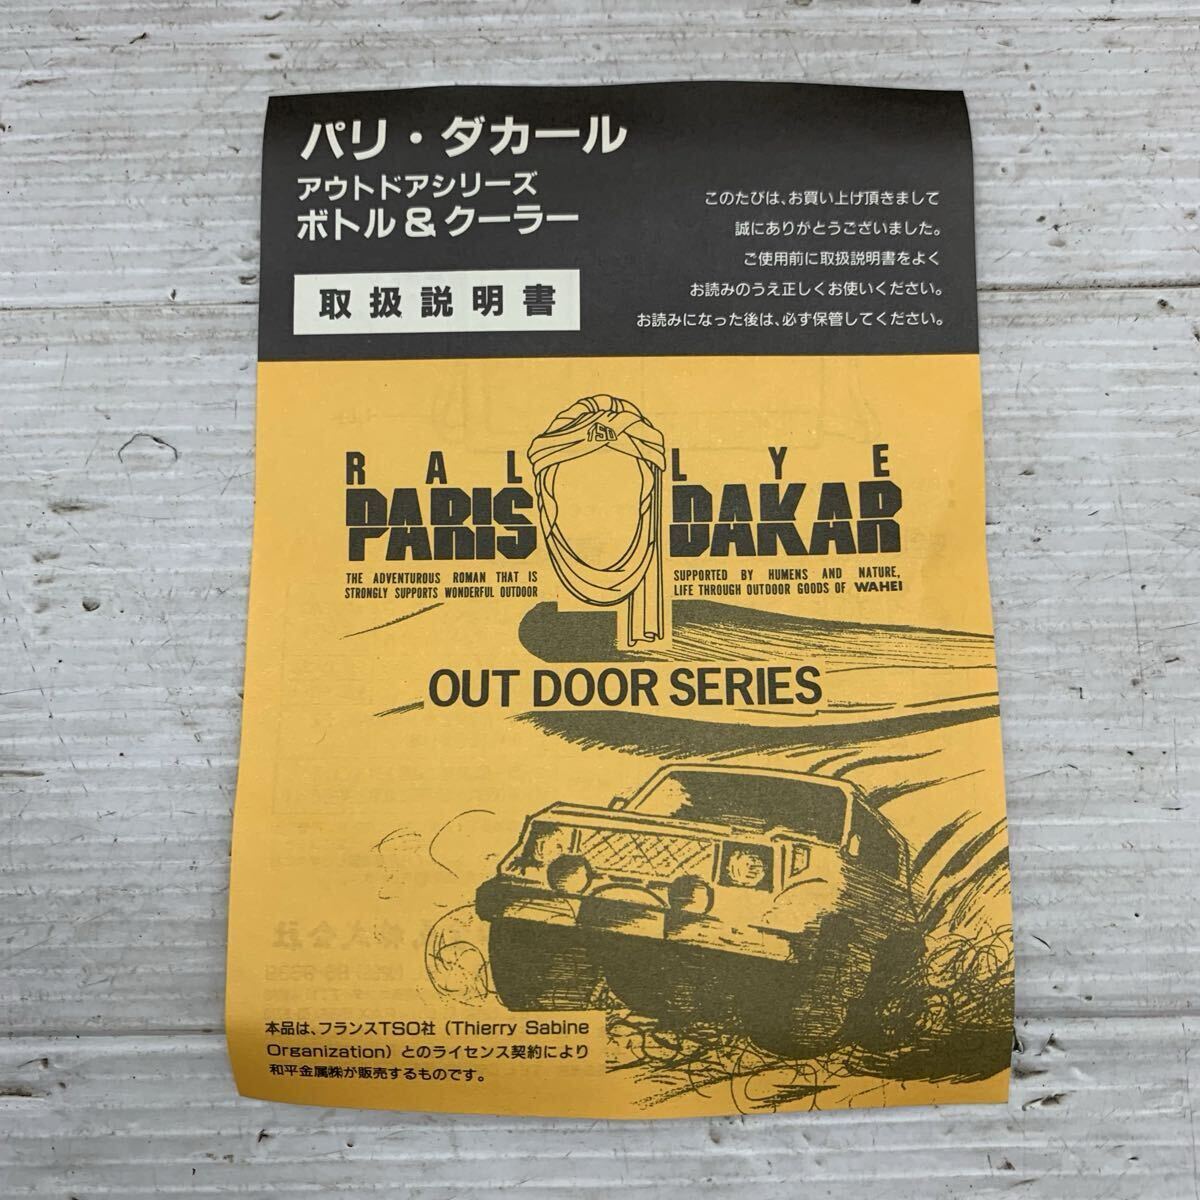 パリ・ダカール
アウトドアシリーズ
ボトル&クーラー
取扱説明書
このたびは、お買い上げ頂きまして
誠にありがとうございました。
ご使用前に取扱説明書をよく
お読みのうえ正しくお使いください。
お読みになった後は、必ず保管してください。
TSO
RALLYE
PARIS DAKAR
THE ADVENTUROUS ROMAN THAT IS
STRONGLY SUPPORTS WONDERFUL OUTDOOR
SUPPORTED BY HUMENS AND NATURE,
LIFE THROUGH OUTDOOR GOODS OF WAHEI
OUT DOOR SERIES
本品は、フランスTSO社(Thierry Sabine
Organization)とのライセンス契約により
和平金属㈱が販売するものです。